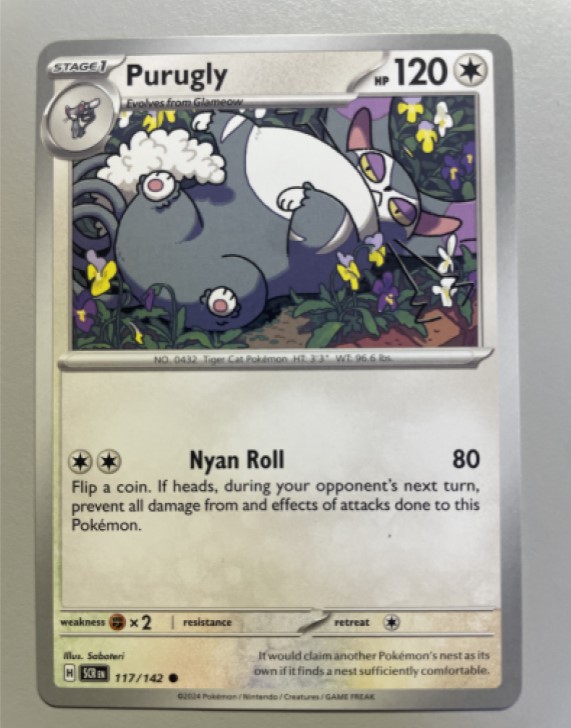 STAGE 1 Purugly HP 120
Evolves from Glameow
NO. 0432 Tiger Cat Pokémon HT: 3'3" WT: 96.6 lbs.
Nyan Roll 80
Flip a coin. If heads, during your opponent's next turn,
prevent all damage from and effects of attacks done to this
Pokémon.
weakness ×2 resistance retreat
Illus. Saboteri
It would claim another Pokémon's nest as its
own if it finds a nest sufficiently comfortable.
H SCR EN 117/142
©2024 Pokémon / Nintendo / Creatures / GAME FREAK